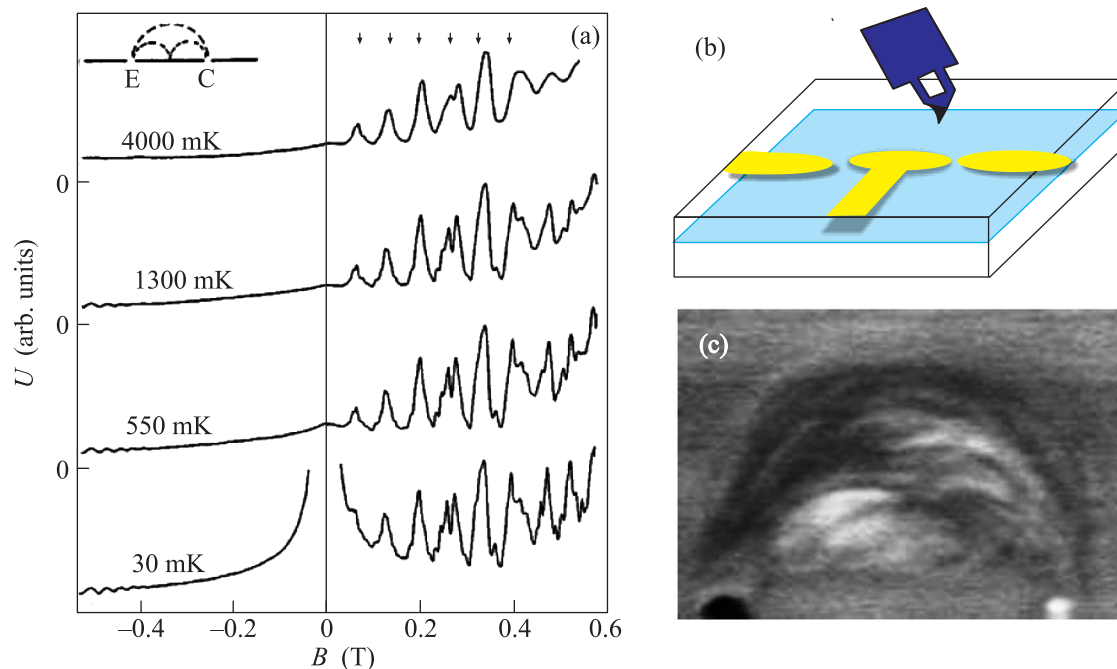 (a)
E C
4000 mK
0
1300 mK
0
550 mK
0
30 mK
U (arb. units)
–0.4 –0.2 0 0.2 0.4 0.6
B (T)
(b)
(c)